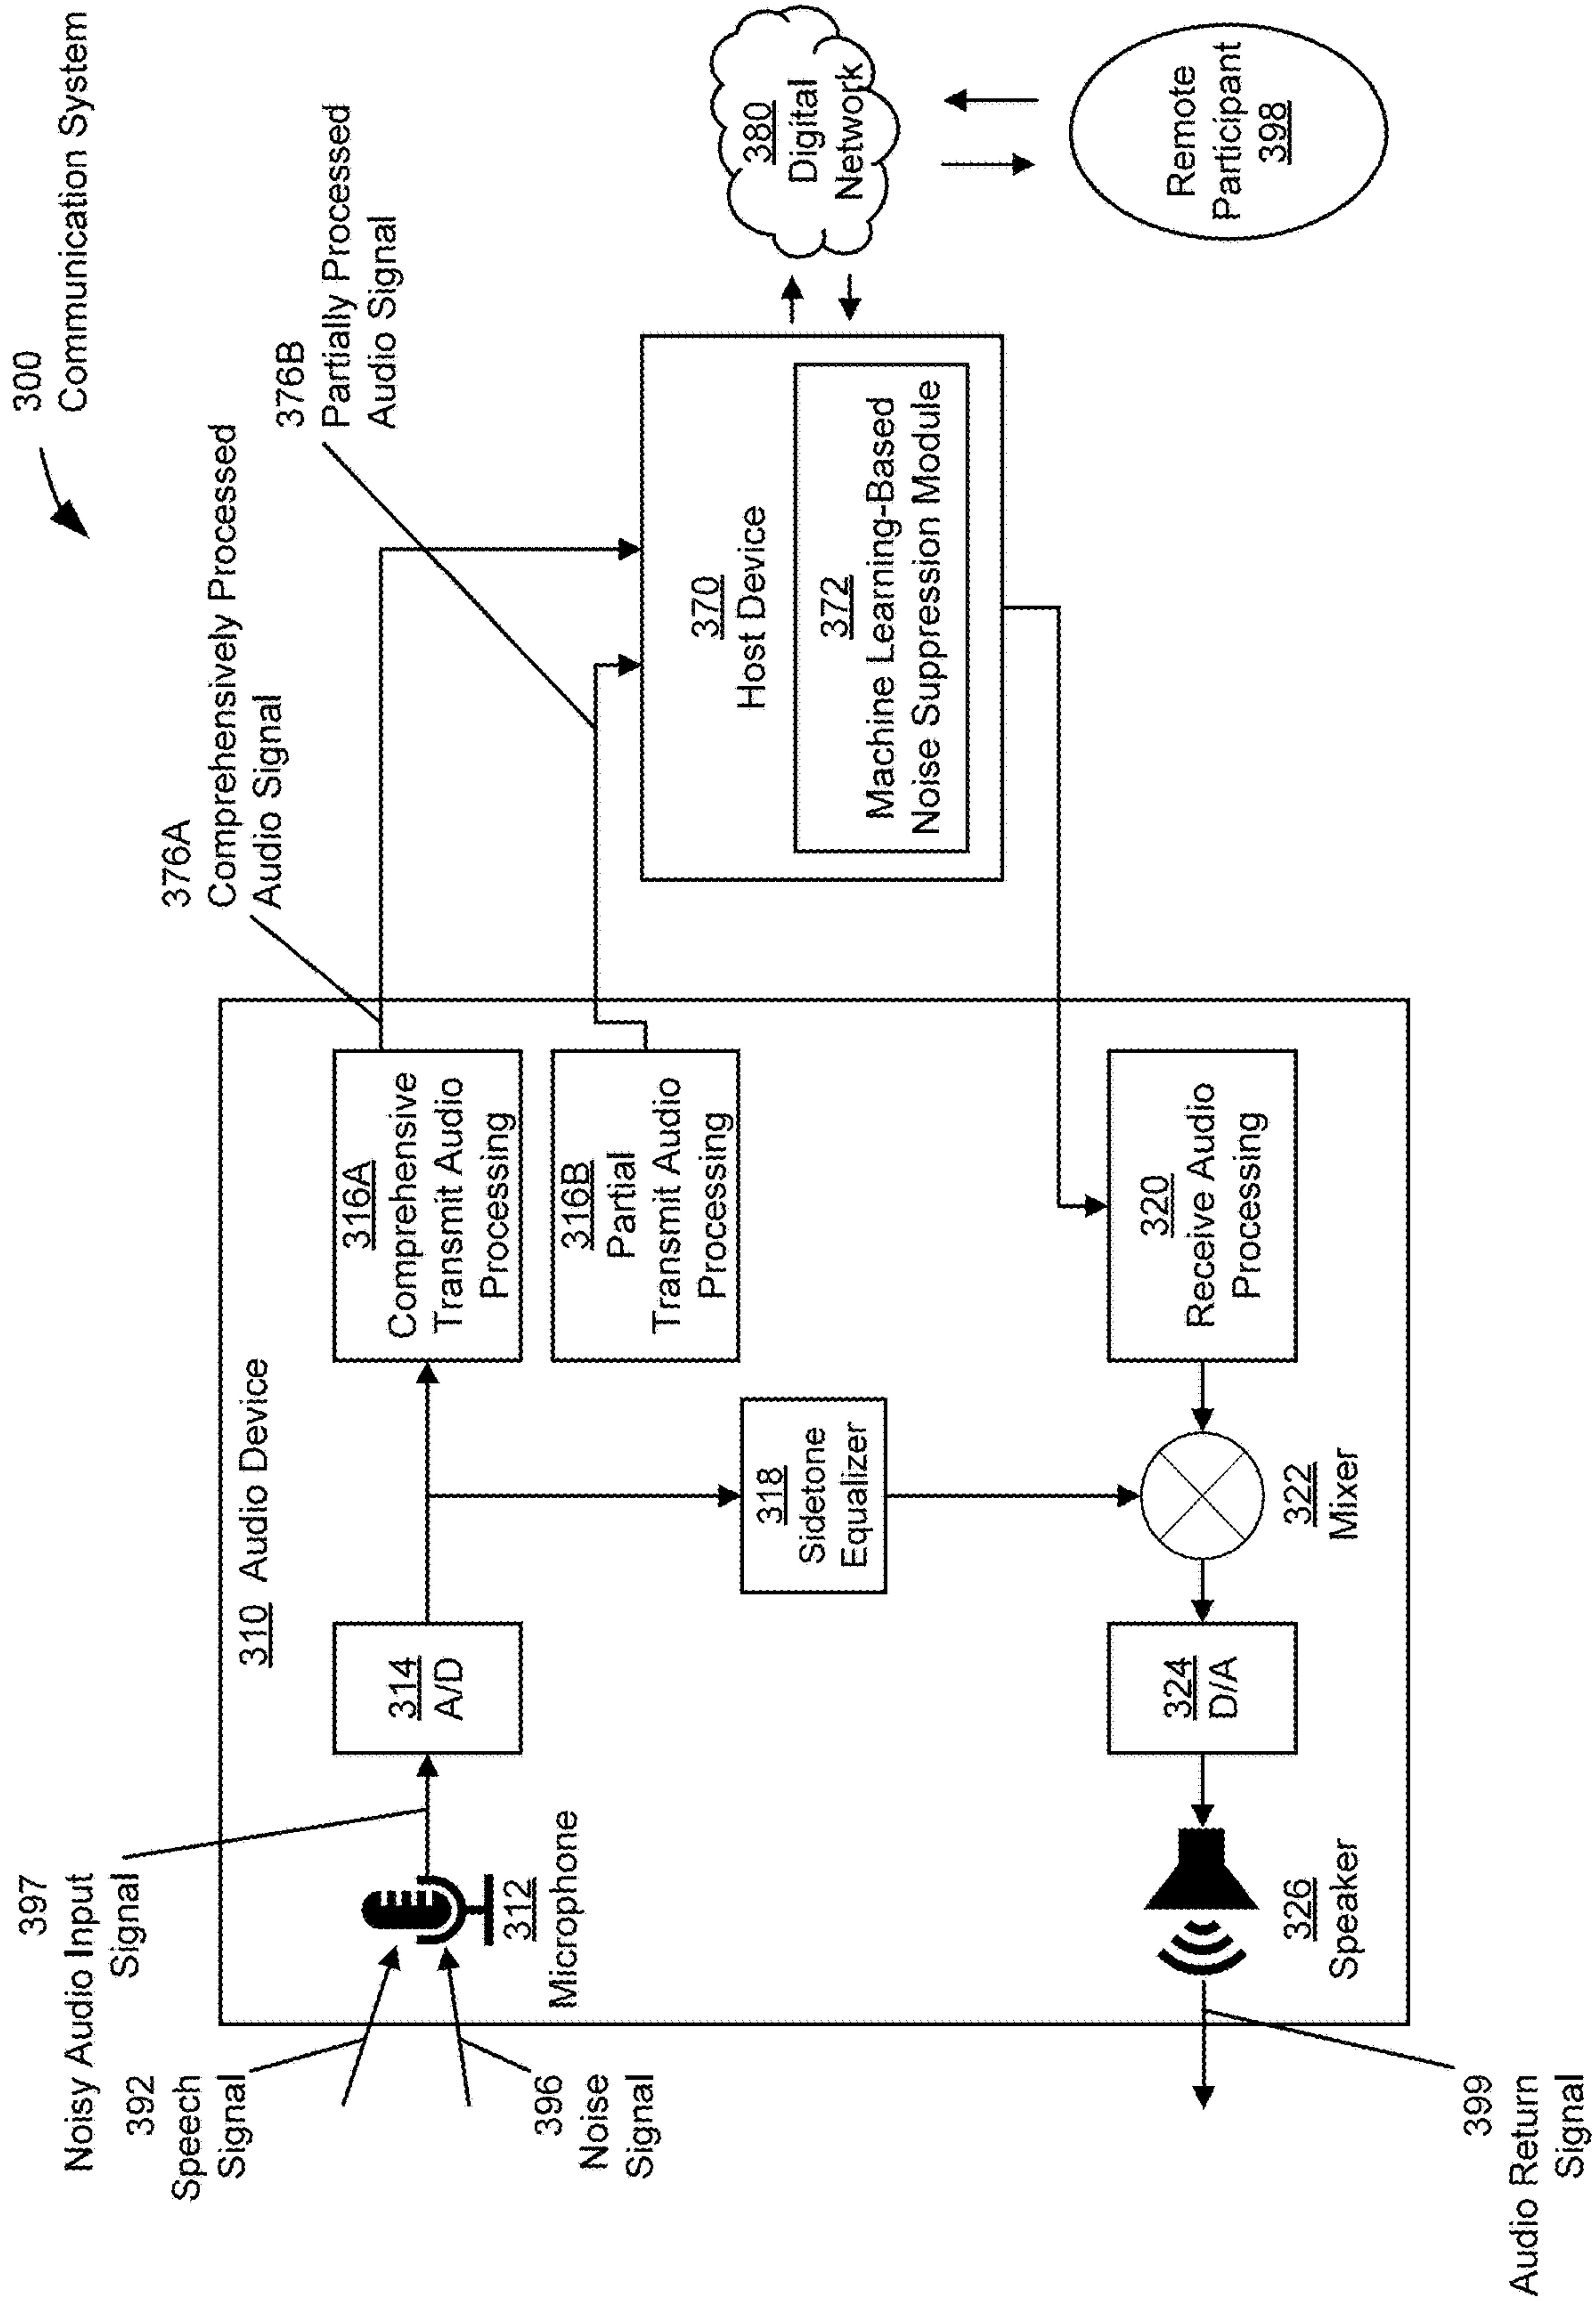 300
Communication System
397
Noisy Audio Input
Signal
392
Speech
Signal
396
Noise
Signal
310 Audio Device
312
Microphone
314
A/D
316A
Comprehensive
Transmit Audio
Processing
316B
Partial
Transmit Audio
Processing
376A
Comprehensively Processed
Audio Signal
376B
Partially Processed
Audio Signal
318
Sidetone
Equalizer
370
Host Device
372
Machine Learning-Based
Noise Suppression Module
380
Digital
Network
Remote
Participant
398
320
Receive Audio
Processing
322
Mixer
324
D/A
326
Speaker
399
Audio Return
Signal